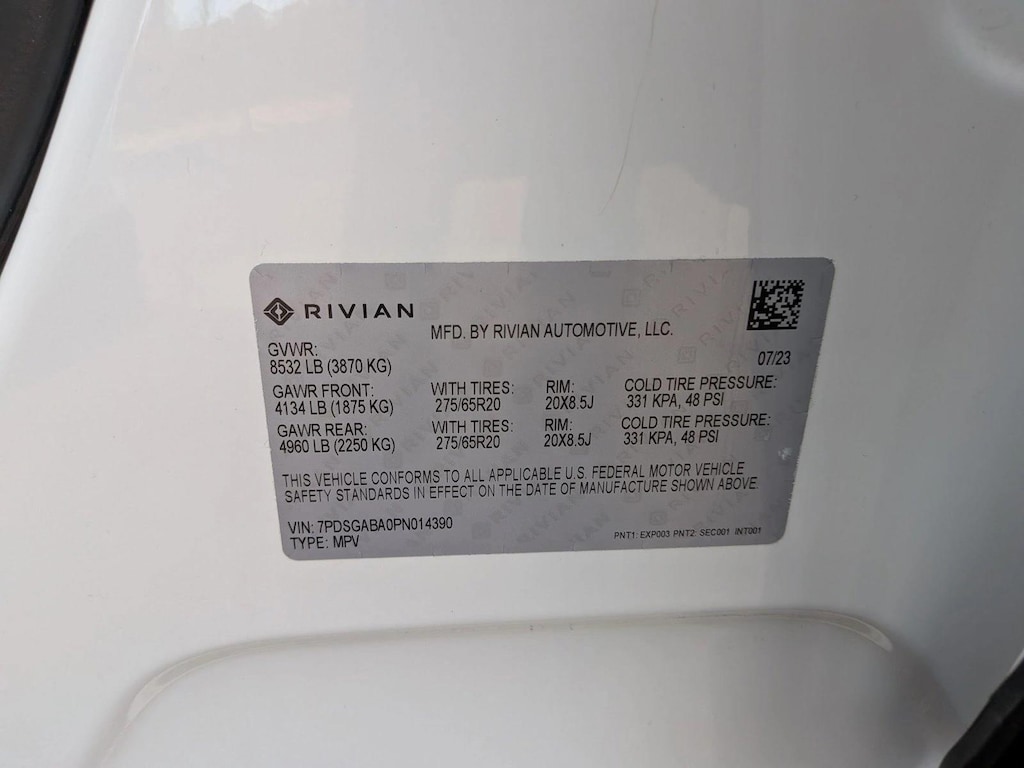 RIVIAN
MFD. BY RIVIAN AUTOMOTIVE, LLC.
GVWR:
8532 LB (3870 KG)
07/23
GAWR FRONT: WITH TIRES: RIM: COLD TIRE PRESSURE:
4134 LB (1875 KG) 275/65R20 20X8.5J 331 KPA, 48 PSI
GAWR REAR: WITH TIRES: RIM: COLD TIRE PRESSURE:
4960 LB (2250 KG) 275/65R20 20X8.5J 331 KPA, 48 PSI
THIS VEHICLE CONFORMS TO ALL APPLICABLE U.S. FEDERAL MOTOR VEHICLE
SAFETY STANDARDS IN EFFECT ON THE DATE OF MANUFACTURE SHOWN ABOVE.
VIN: 7PDSGABA0PN014390
TYPE: MPV
PNT1: EXP003 PNT2: SEC001 INT001